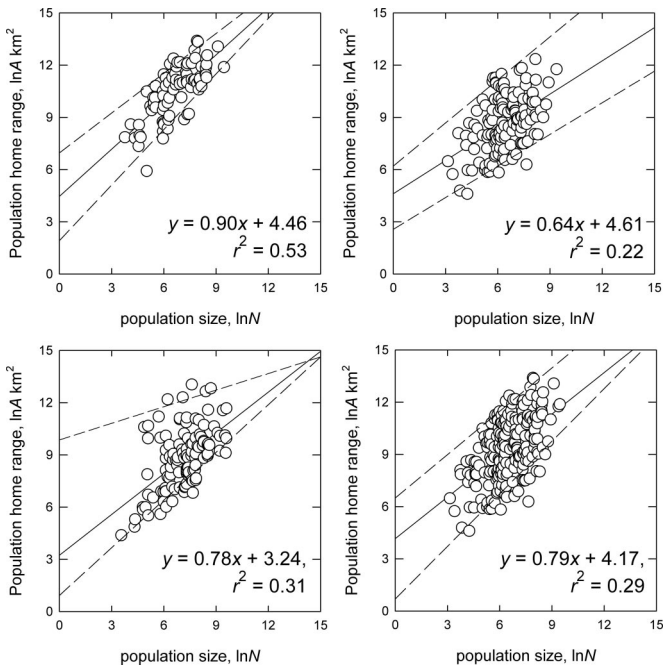 15
12
9
6
3
0
Population home range, lnA km²
y = 0.90x + 4.46
r² = 0.53
0 3 6 9 12 15
population size, lnN
15
12
9
6
3
0
Population home range, lnA km²
y = 0.64x + 4.61
r² = 0.22
0 3 6 9 12 15
population size, lnN
15
12
9
6
3
0
Population home range, lnA km²
y = 0.78x + 3.24,
r² = 0.31
0 3 6 9 12 15
population size, lnN
15
12
9
6
3
0
Population home range, lnA km²
y = 0.79x + 4.17,
r² = 0.29
0 3 6 9 12 15
population size, lnN